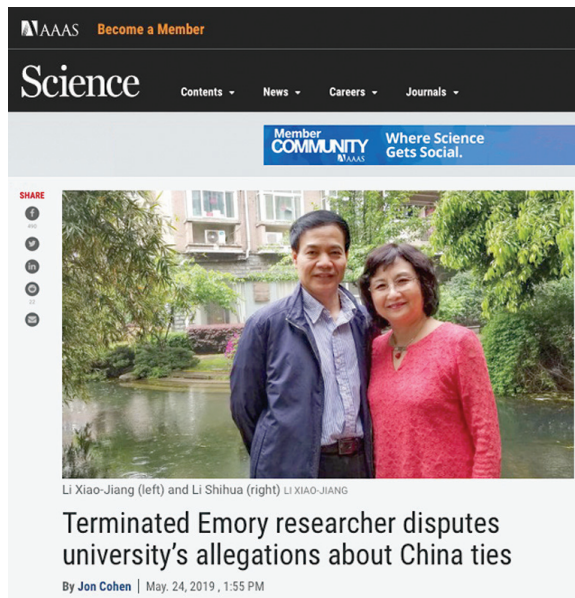 AAAS Become a Member
Science
Contents News Careers Journals
Member
COMMUNITY
AAAS
Where Science
Gets Social.
SHARE
Li Xiao-Jiang (left) and Li Shihua (right) LI XIAO-JIANG
Terminated Emory researcher disputes
university’s allegations about China ties
By Jon Cohen | May. 24, 2019 , 1:55 PM